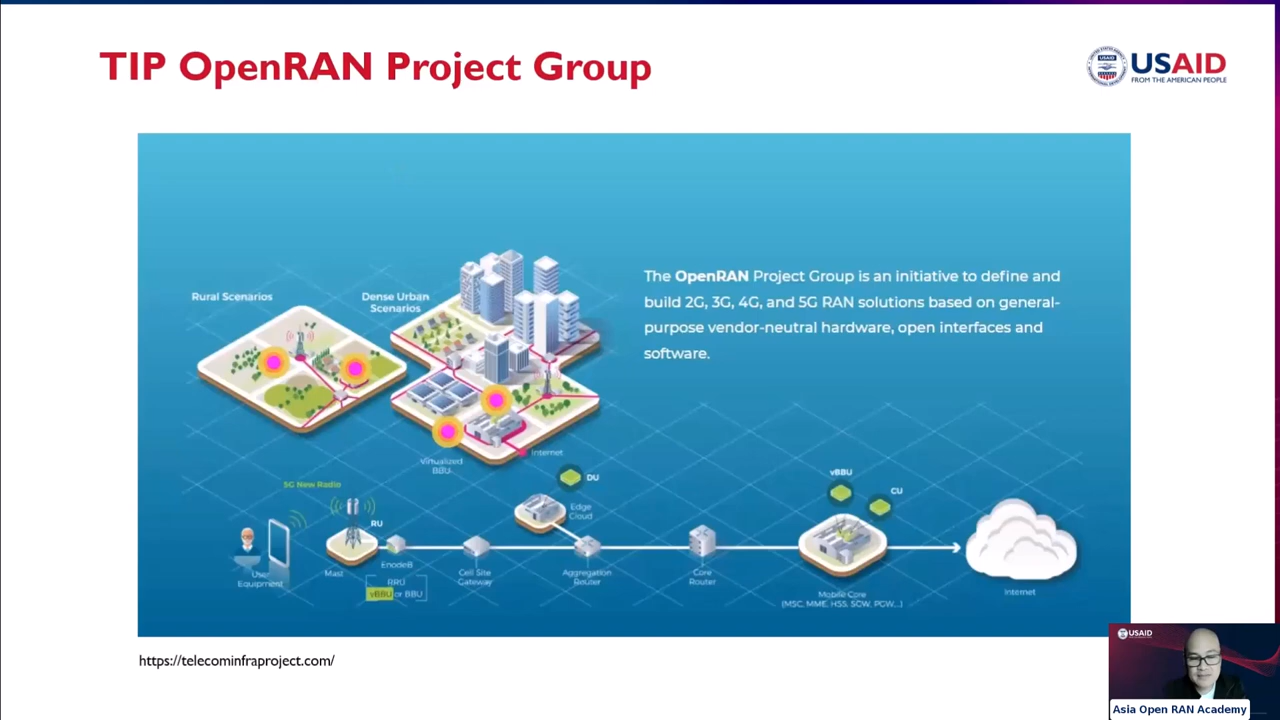 TIP OpenRAN Project Group
USAID
FROM THE AMERICAN PEOPLE
The OpenRAN Project Group is an initiative to define and
build 2G, 3G, 4G, and 5G RAN solutions based on general-
purpose vendor-neutral hardware, open interfaces and
software.
Rural Scenarios
Dense Urban
Scenarios
Virtualized
BBU
Internet
5G New Radio
DU
Edge
Cloud
vBBU
CU
RU
User
Equipment
Mast
EnodeB
RRU
vBBU or BBU
Cell Site
Gateway
Aggregation
Router
Core
Router
Mobile Core
(MSC, MME, HSS, SGW, PGW,...)
Internet
https://telecominfraproject.com/
USAID
Asia Open RAN Academy